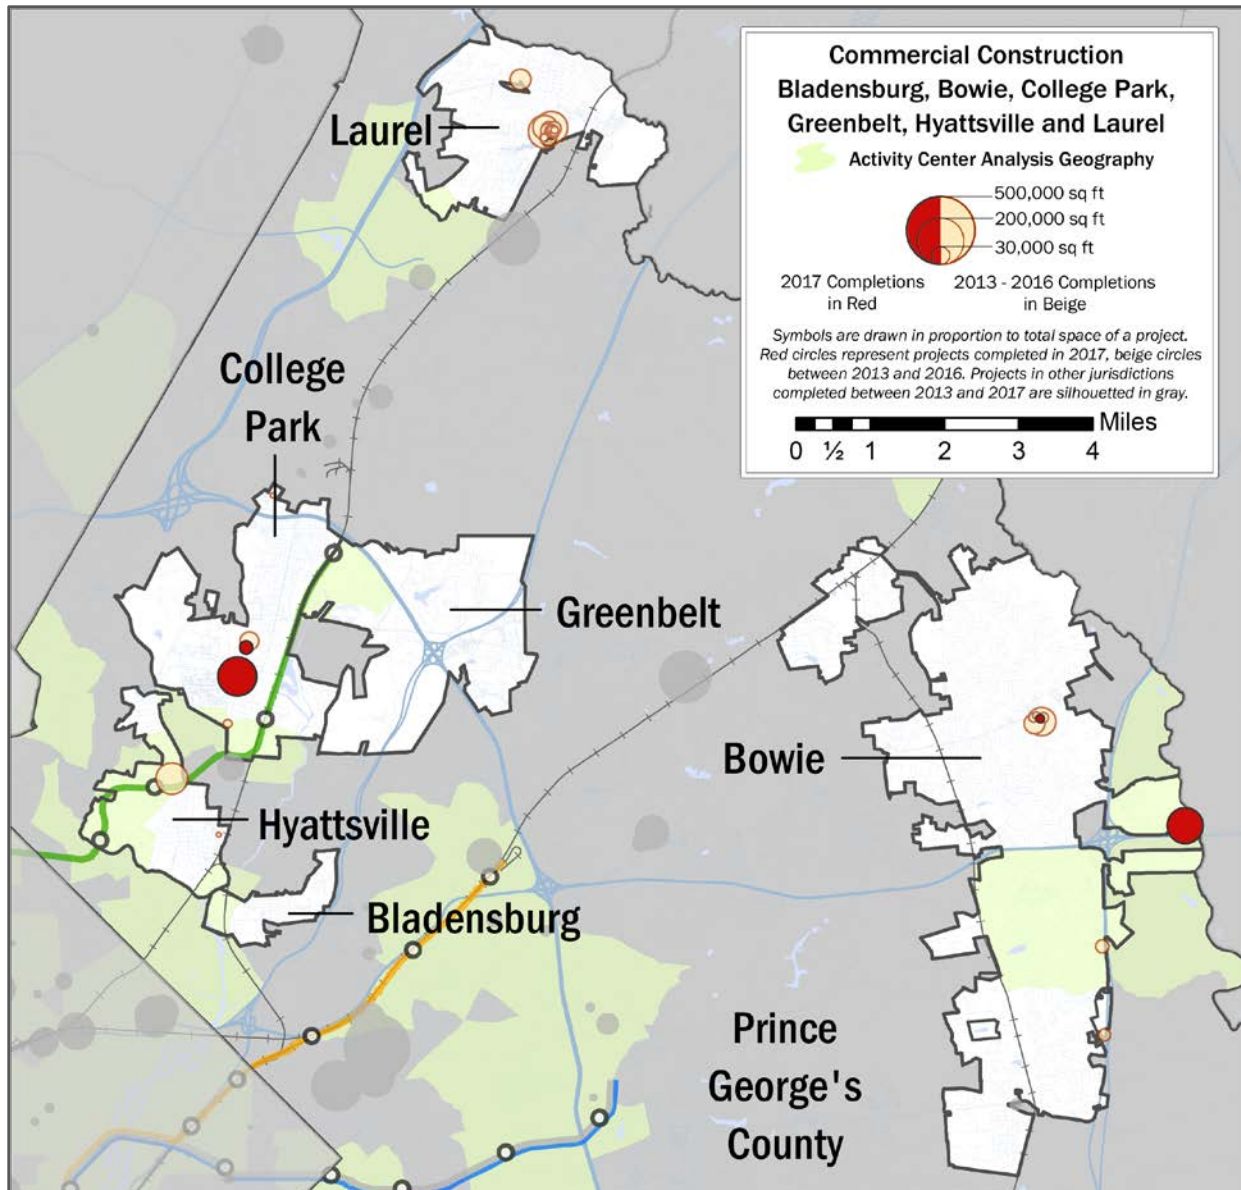 Commercial Construction
Bladensburg, Bowie, College Park,
Greenbelt, Hyattsville and Laurel
Activity Center Analysis Geography
500,000 sq ft
200,000 sq ft
30,000 sq ft
2017 Completions
in Red
2013 - 2016 Completions
in Beige
Symbols are drawn in proportion to total space of a project.
Red circles represent projects completed in 2017, beige circles
between 2013 and 2016. Projects in other jurisdictions
completed between 2013 and 2017 are silhouetted in gray.
Miles
0 ½ 1 2 3 4
Laurel
College
Park
Greenbelt
Bowie
Hyattsville
Bladensburg
Prince
George's
County